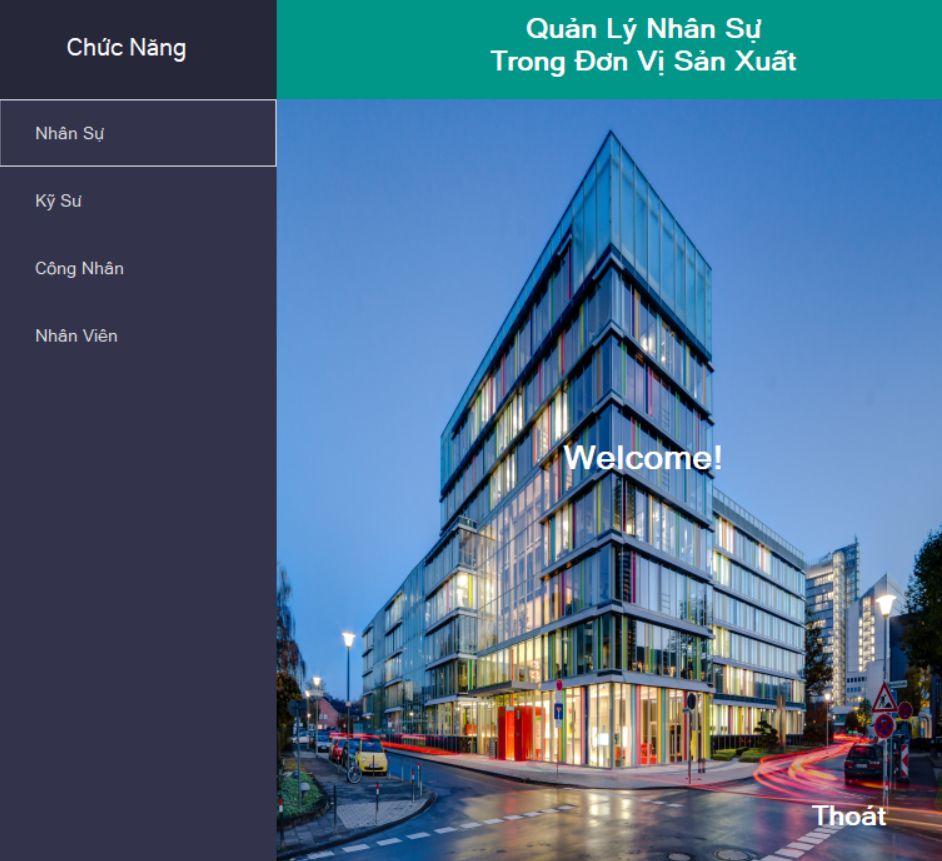 Chức Năng
Quản Lý Nhân Sự
Trong Đơn Vị Sản Xuất
Nhân Sự
Kỹ Sư
Công Nhân
Nhân Viên
Welcome!
Thoát